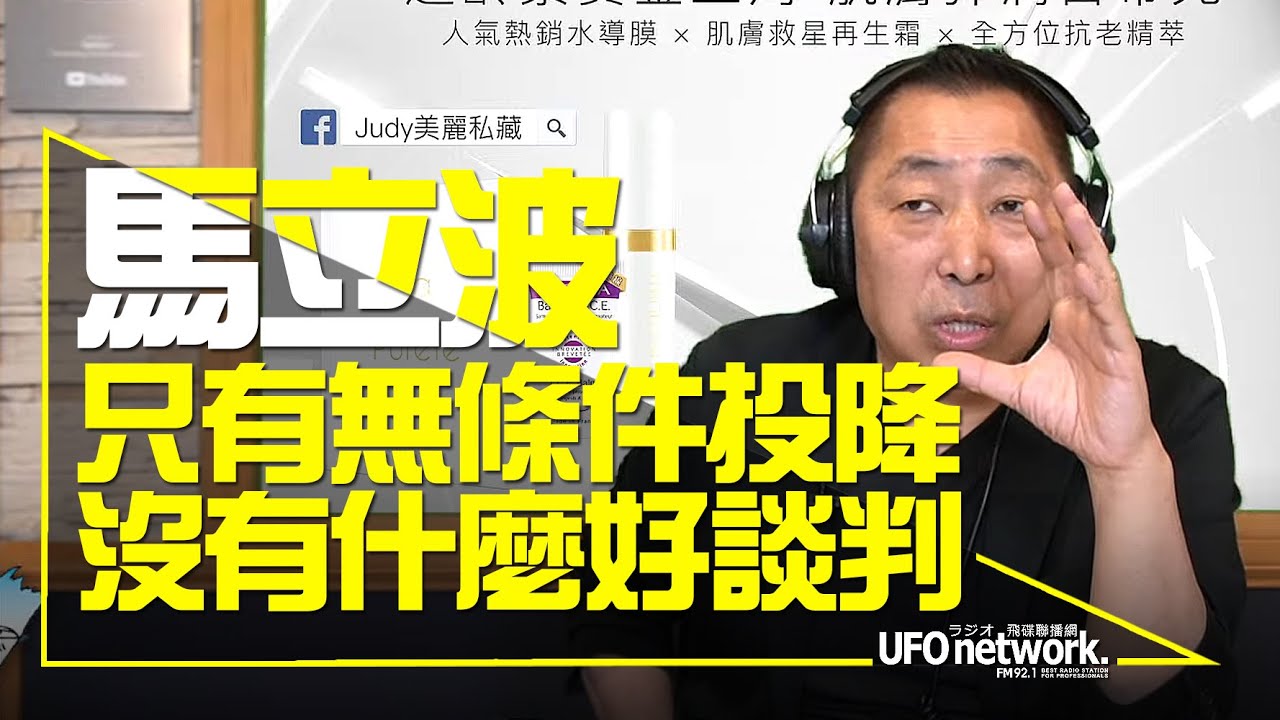 人氣熱銷水導膜 × 肌膚救星再生霜 × 全方位抗老精萃
Judy美麗私藏
馬立波
只有無條件投降
沒有什麼好談判
ラジオ 飛碟聯播網
UFO network.
FM 92.1 BEST RADIO STATION
FOR PROFESSIONALS